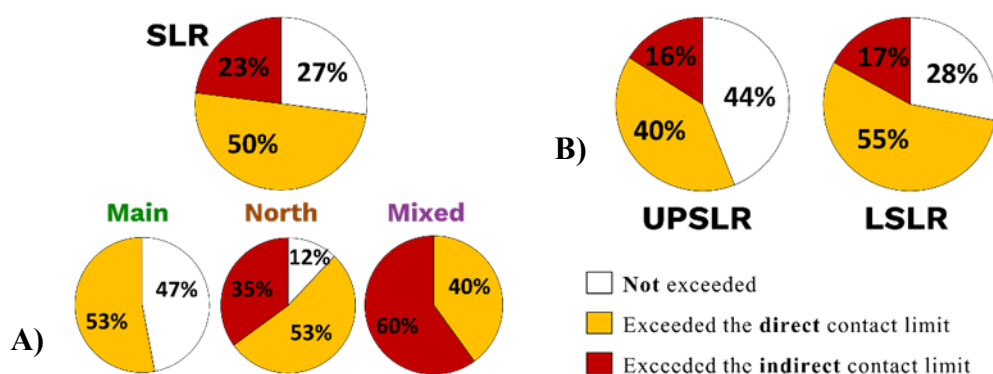 SLR
23%
27%
50%
Main
North
Mixed
47%
53%
12%
35%
53%
40%
60%
A)
16%
44%
40%
17%
28%
55%
B)
UPSLR
LSLR
Not exceeded
Exceeded the direct contact limit
Exceeded the indirect contact limit